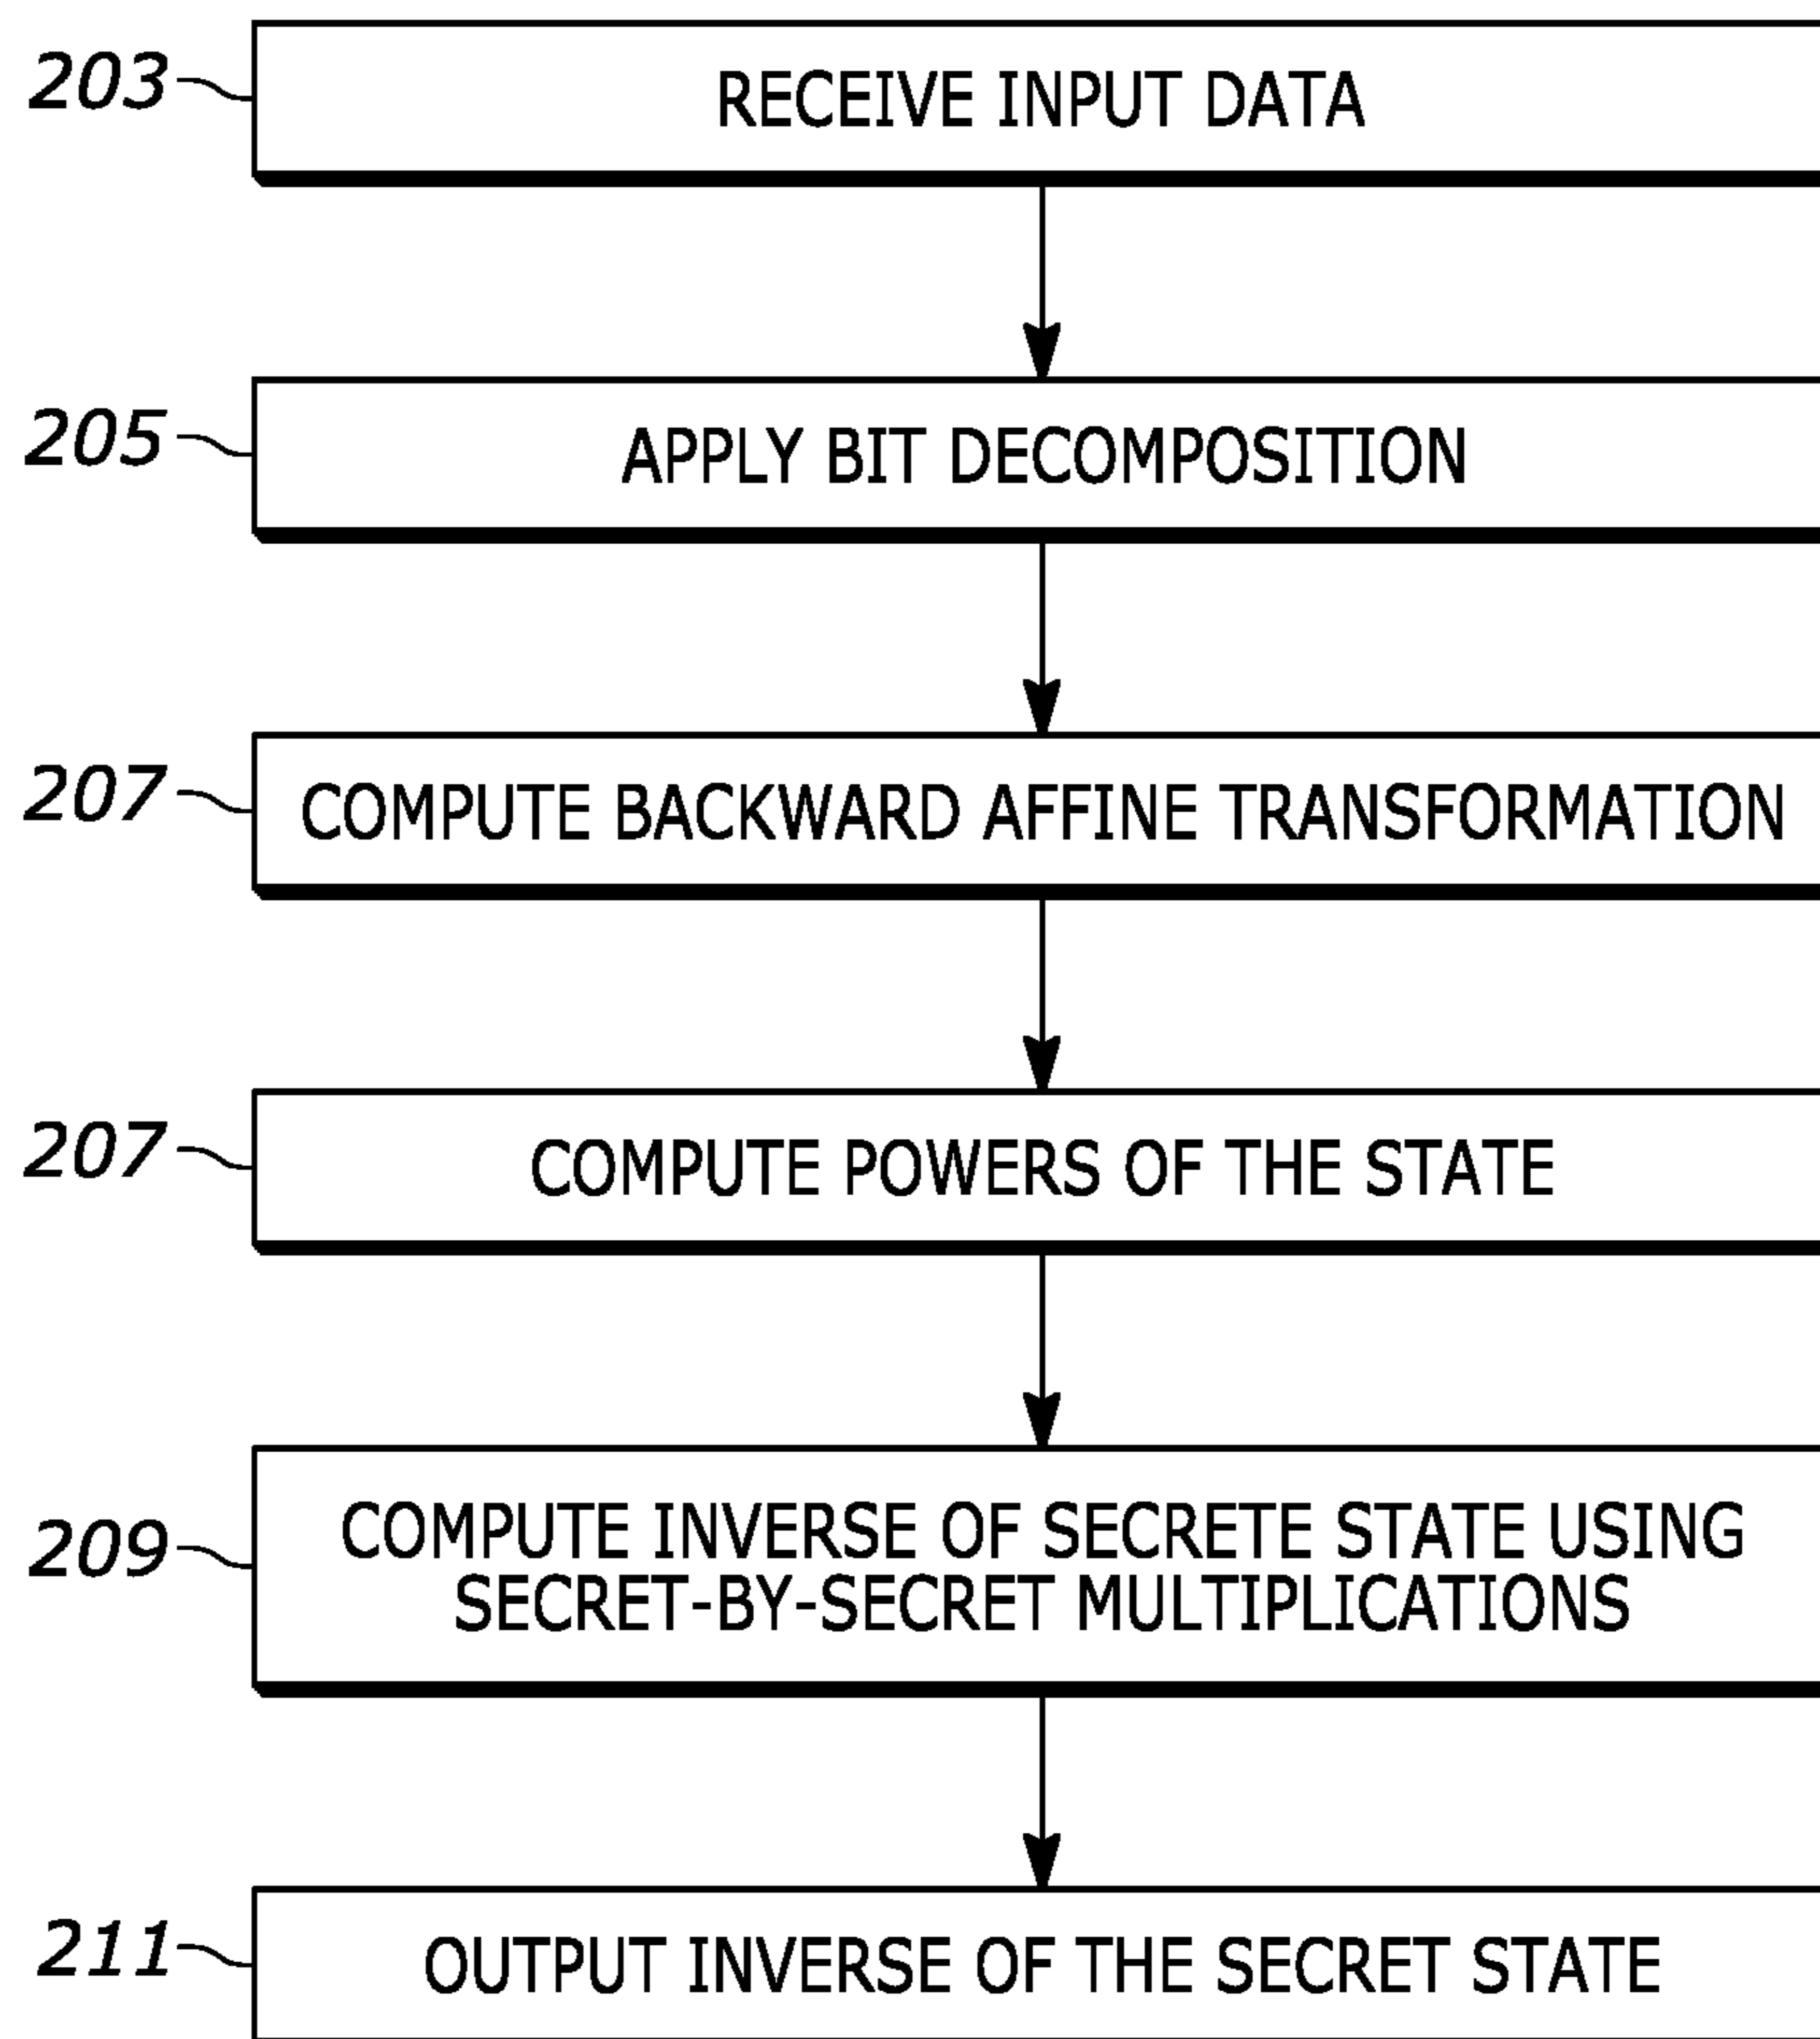 203 RECEIVE INPUT DATA
205 APPLY BIT DECOMPOSITION
207 COMPUTE BACKWARD AFFINE TRANSFORMATION
207 COMPUTE POWERS OF THE STATE
209 COMPUTE INVERSE OF SECRETE STATE USING
SECRET-BY-SECRET MULTIPLICATIONS
211 OUTPUT INVERSE OF THE SECRET STATE